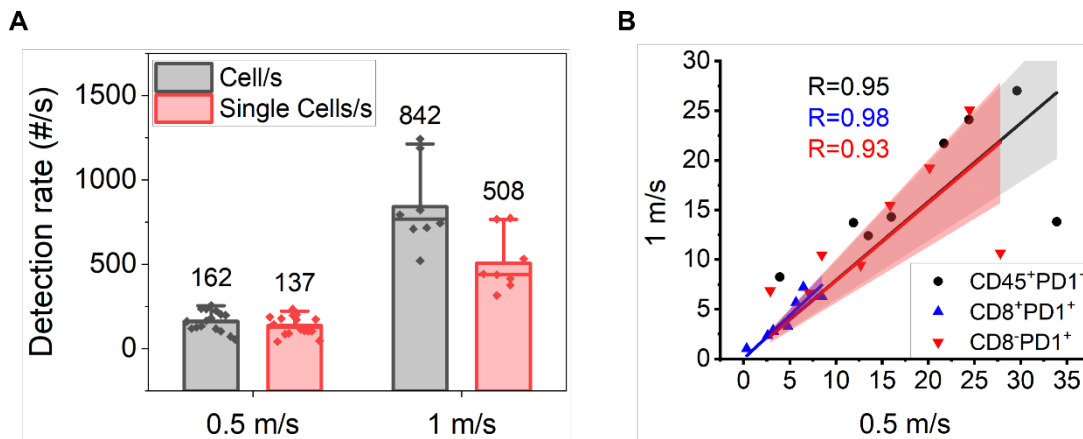 A
Detection rate (#/s)
1500
1000
500
0
Cell/s
Single Cells/s
162
137
842
508
0.5 m/s
1 m/s
B
1 m/s
30
25
20
15
10
5
0
R=0.95
R=0.98
R=0.93
CD45⁺PD1⁻
CD8⁺PD1⁺
CD8⁻PD1⁺
0 5 10 15 20 25 30 35
0.5 m/s